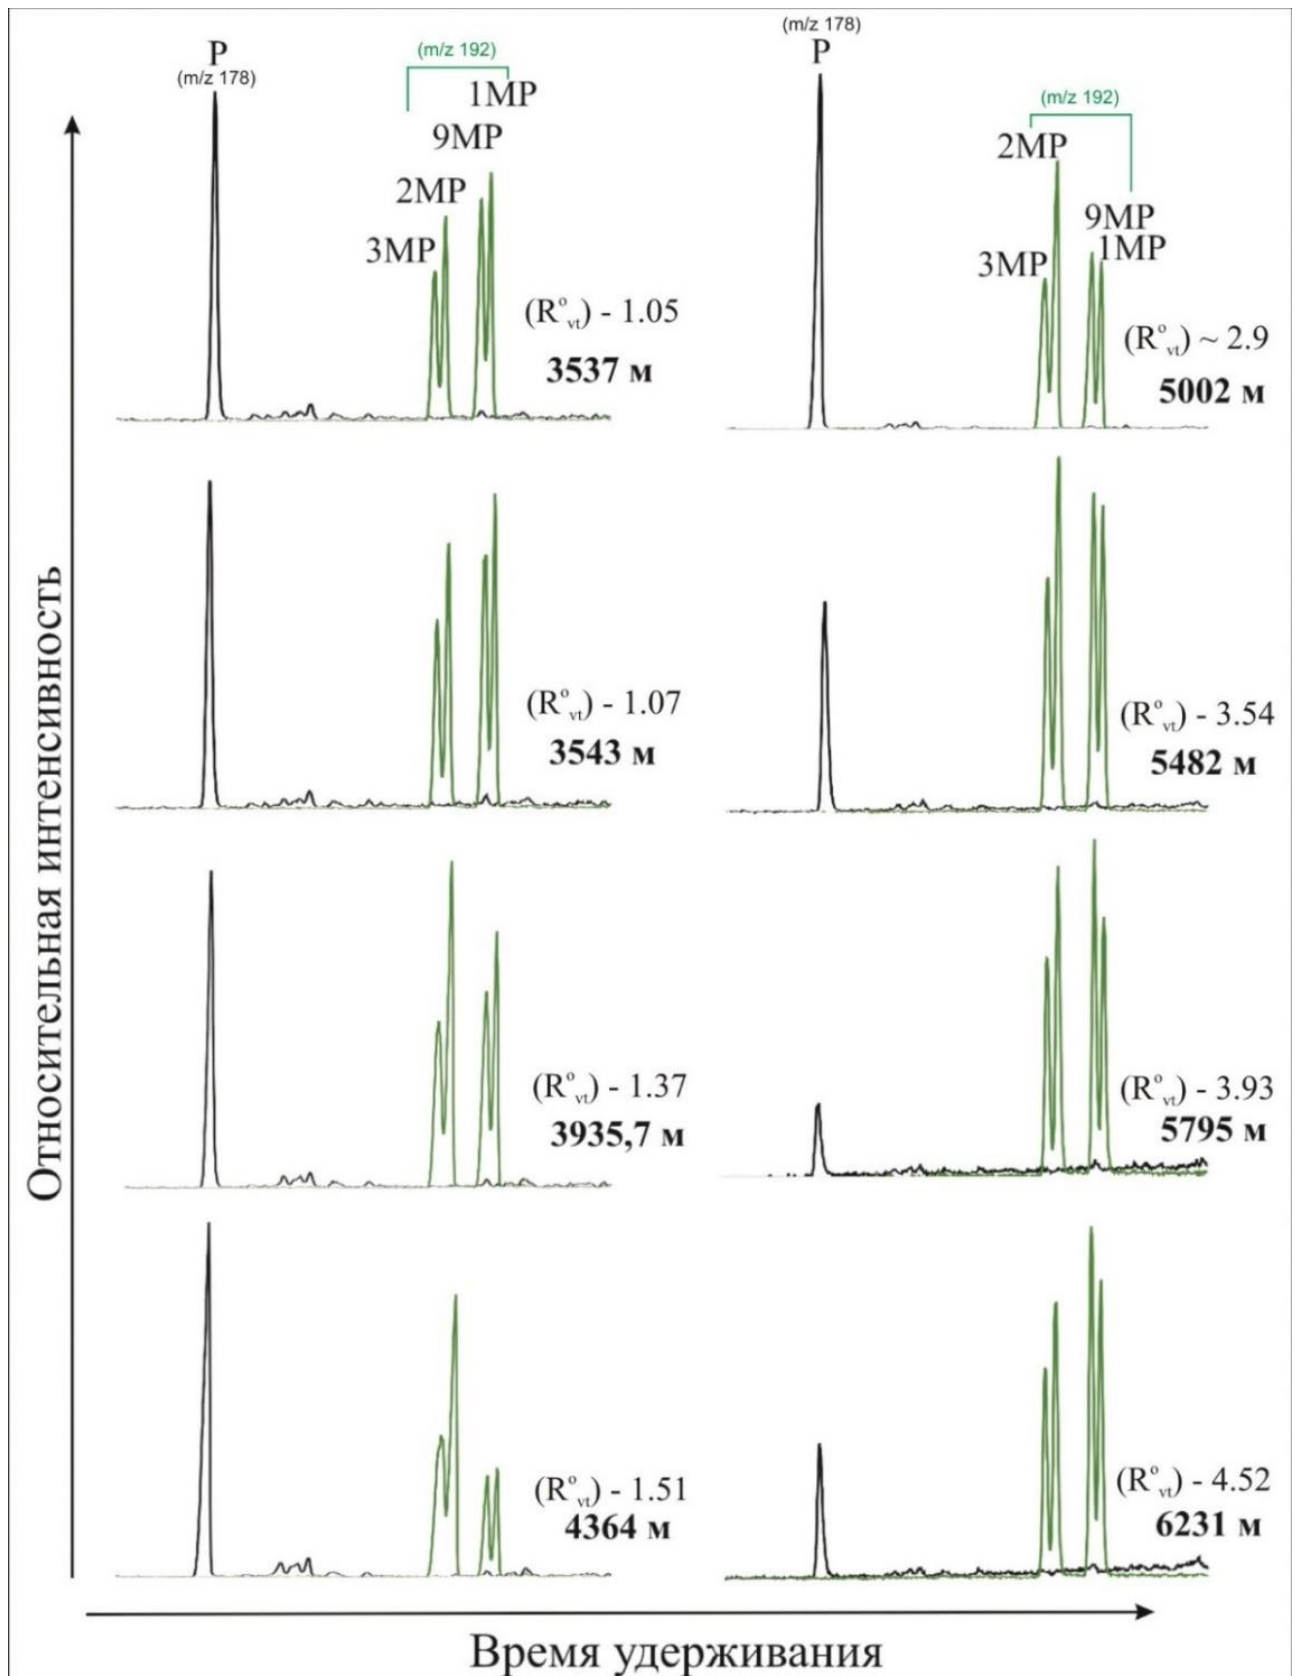 P
(m/z 178)
(m/z 192)
1MP
9MP
2MP
3MP
(R°vt) - 1.05
3537 м
(m/z 178)
P
(m/z 192)
2MP
9MP
1MP
3MP
(R°vt) ~ 2.9
5002 м
(R°vt) - 1.07
3543 м
(R°vt) - 3.54
5482 м
(R°vt) - 1.37
3935,7 м
(R°vt) - 3.93
5795 м
(R°vt) - 1.51
4364 м
(R°vt) - 4.52
6231 м
Относительная интенсивность
Время удерживания